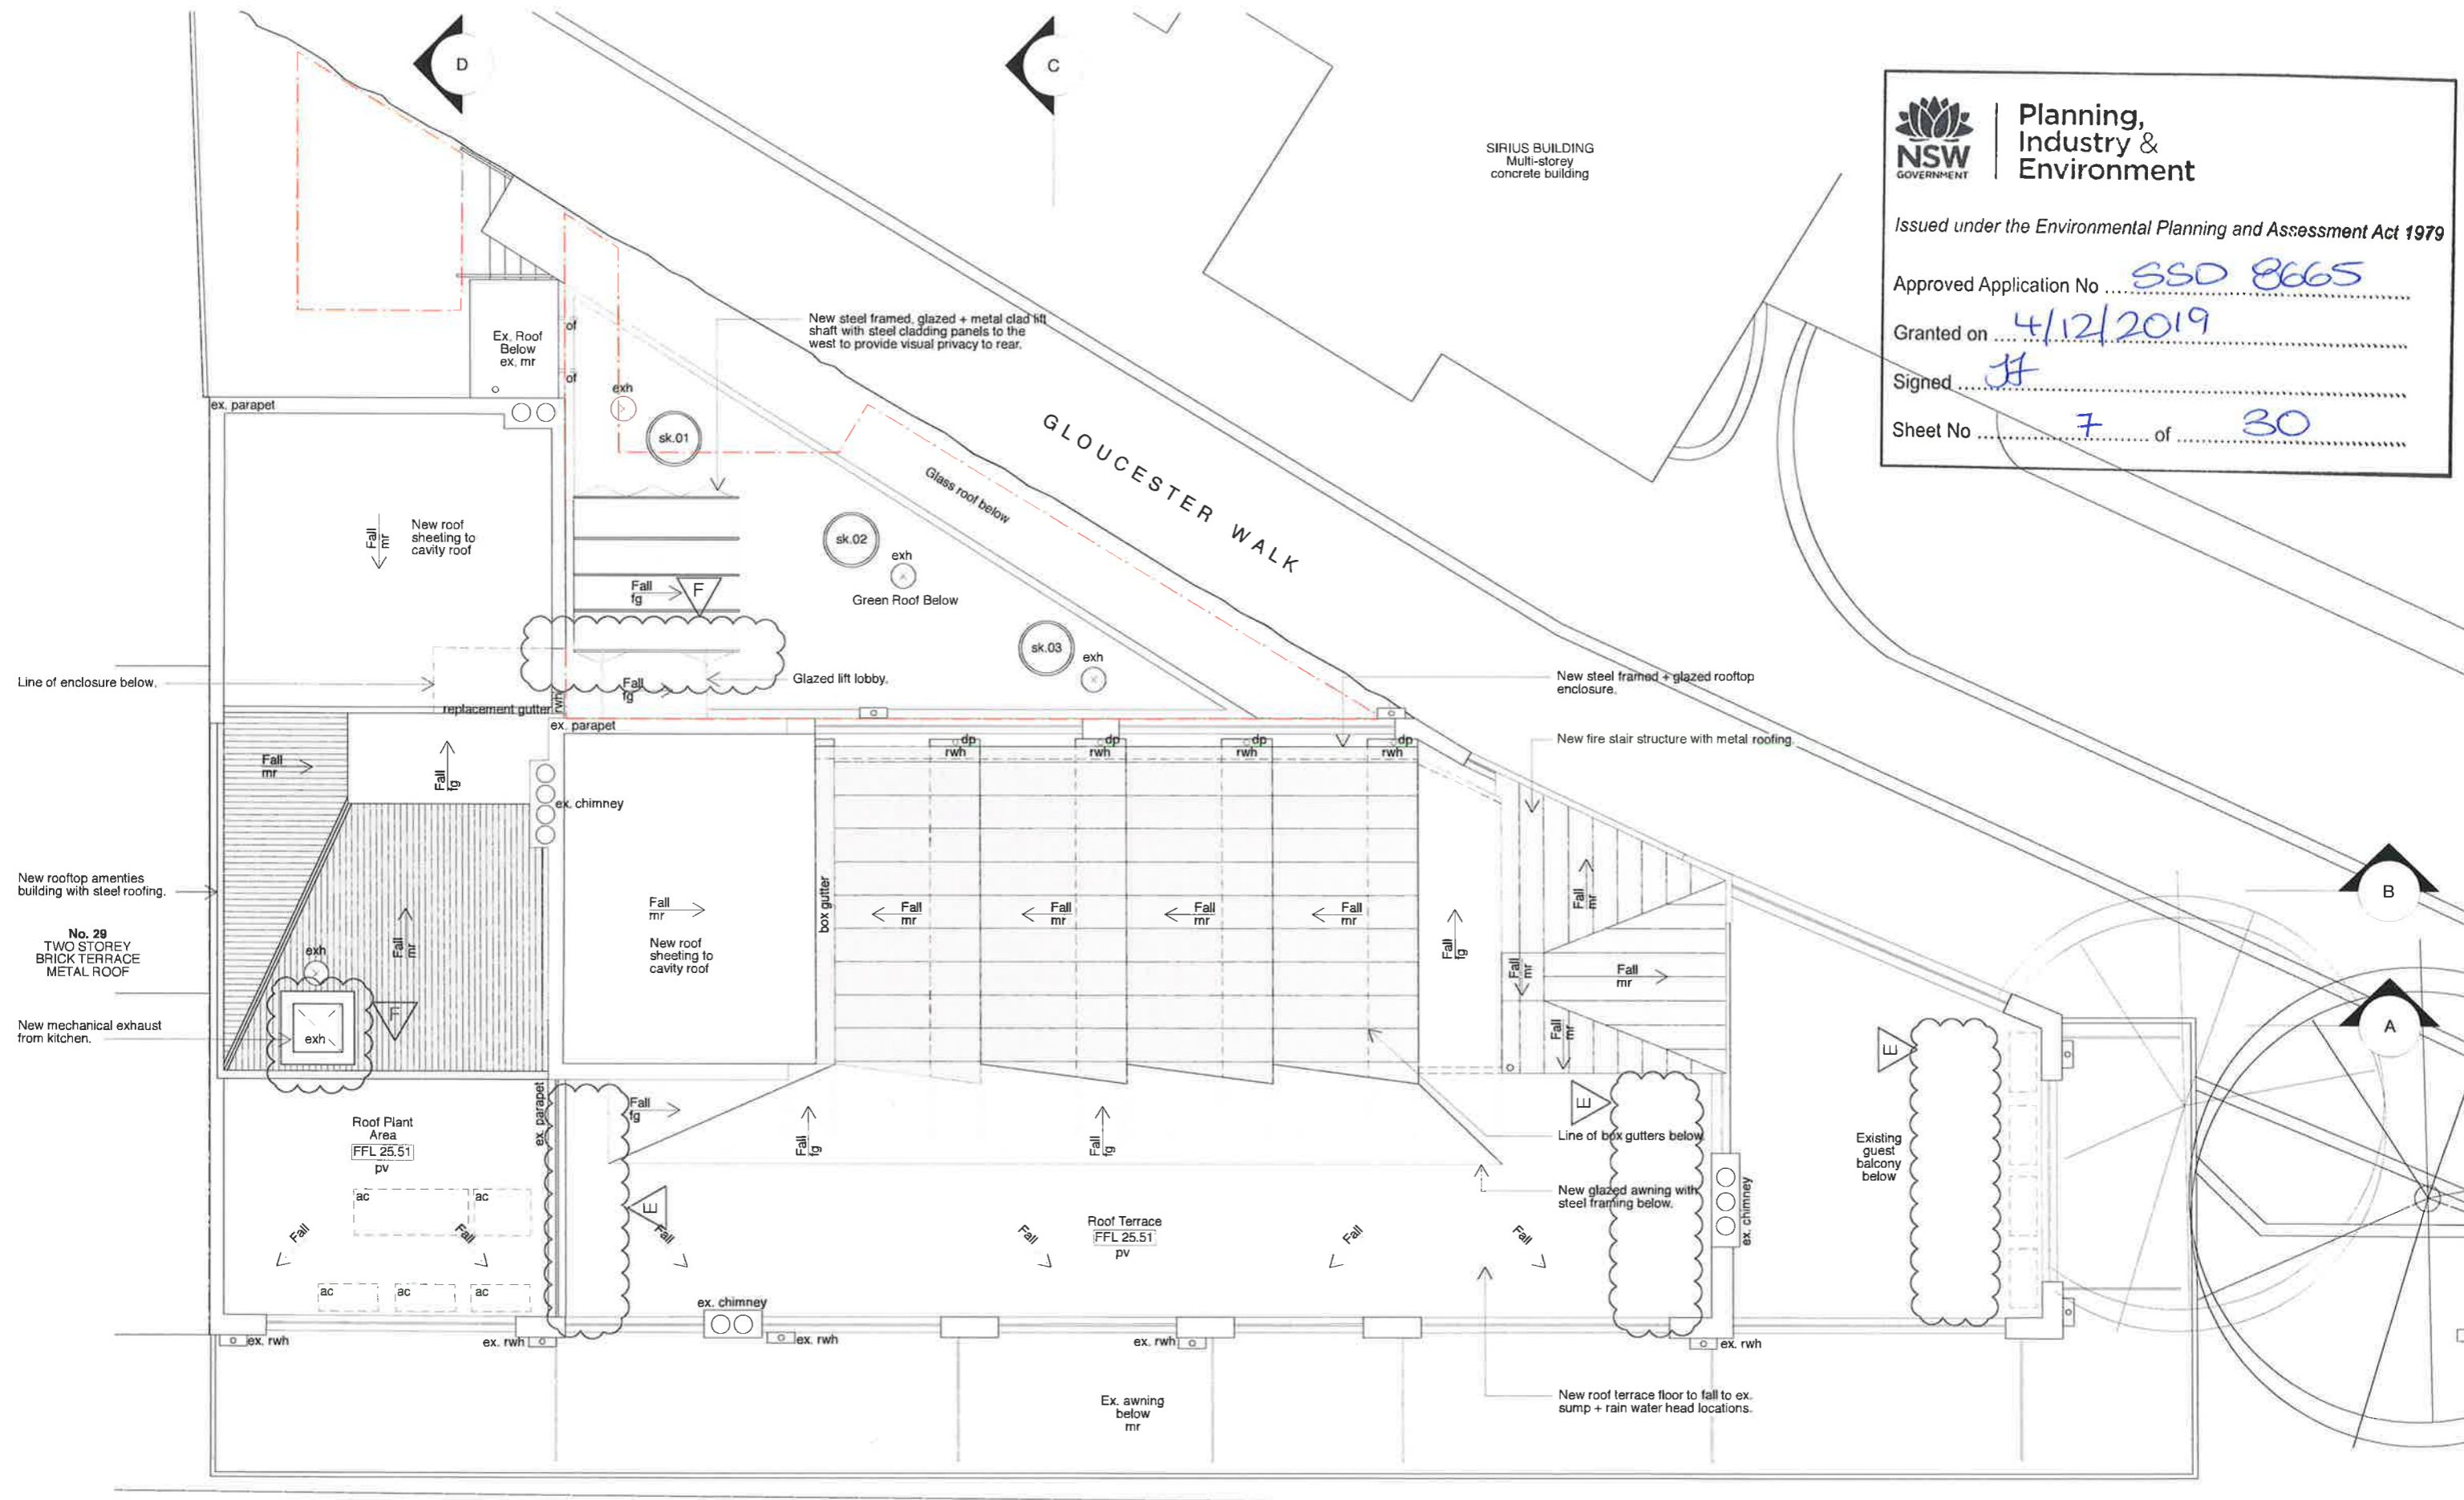 D
C
SIRIUS BUILDING
Multi-storey
concrete building
NSW
GOVERNMENT
Planning,
Industry &
Environment
Issued under the Environmental Planning and Assessment Act 1979
Approved Application No SSD 8665
Granted on 4/12/2019
Signed
Sheet No 7 of 30
New steel framed, glazed + metal clad lift
shaft with steel cladding panels to the
west to provide visual privacy to rear.
Ex. Roof
Below
ex. mr
of
of
exh
ex. parapet
sk.01
GLOUCESTER WALK
Glass roof below
Fall
mr
New roof
sheeting to
cavity roof
sk.02
exh
Green Roof Below
Fall
fg
F
sk.03
exh
Line of enclosure below.
Fall
fg
Glazed lift lobby.
New steel framed + glazed rooftop
enclosure.
replacement gutter
rwh
ex. parapet
dp
rwh
dp
rwh
dp
rwh
dp
rwh
New fire stair structure with metal roofing.
Fall
mr
Fall
fg
ex. chimney
New rooftop amenties
building with steel roofing.
No. 29
TWO STOREY
BRICK TERRACE
METAL ROOF
Fall
mr
exh
Fall
mr
New roof
sheeting to
cavity roof
box gutter
Fall
mr
Fall
mr
Fall
mr
Fall
mr
Fall
fg
Fall
mr
Fall
mr
Fall
mr
Fall
mr
B
A
New mechanical exhaust
from kitchen.
exh
F
E
E
Roof Plant
Area
FFL 25.51
pv
ex. parapet
Fall
fg
Fall
fg
Fall
fg
Line of box gutters below.
Existing
guest
balcony
below
ac
ac
E
New glazed awning with
steel framing below.
ex. chimney
Fall
Fall
Fall
Roof Terrace
FFL 25.51
pv
Fall
Fall
Fall
ac
ac
ac
ex. chimney
ex. rwh
ex. rwh
ex. rwh
ex. rwh
ex. rwh
Ex. awning
below
mr
New roof terrace floor to fall to ex.
sump + rain water head locations.